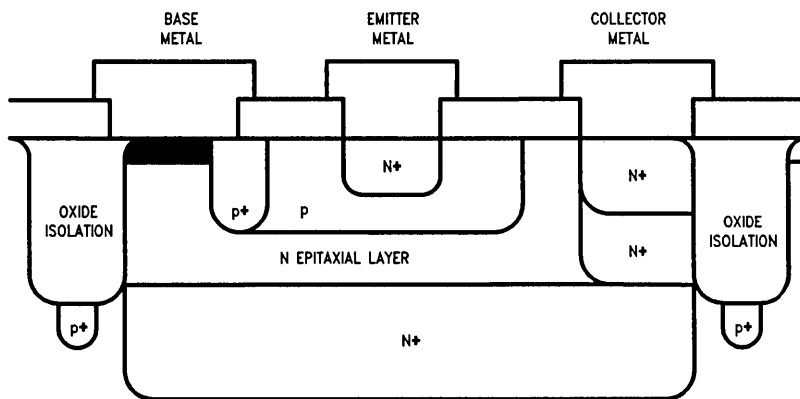 BASE
METAL
EMITTER
METAL
COLLECTOR
METAL
N+
N+
OXIDE
ISOLATION
p+
p
OXIDE
ISOLATION
N EPITAXIAL LAYER
N+
p+
p+
N+